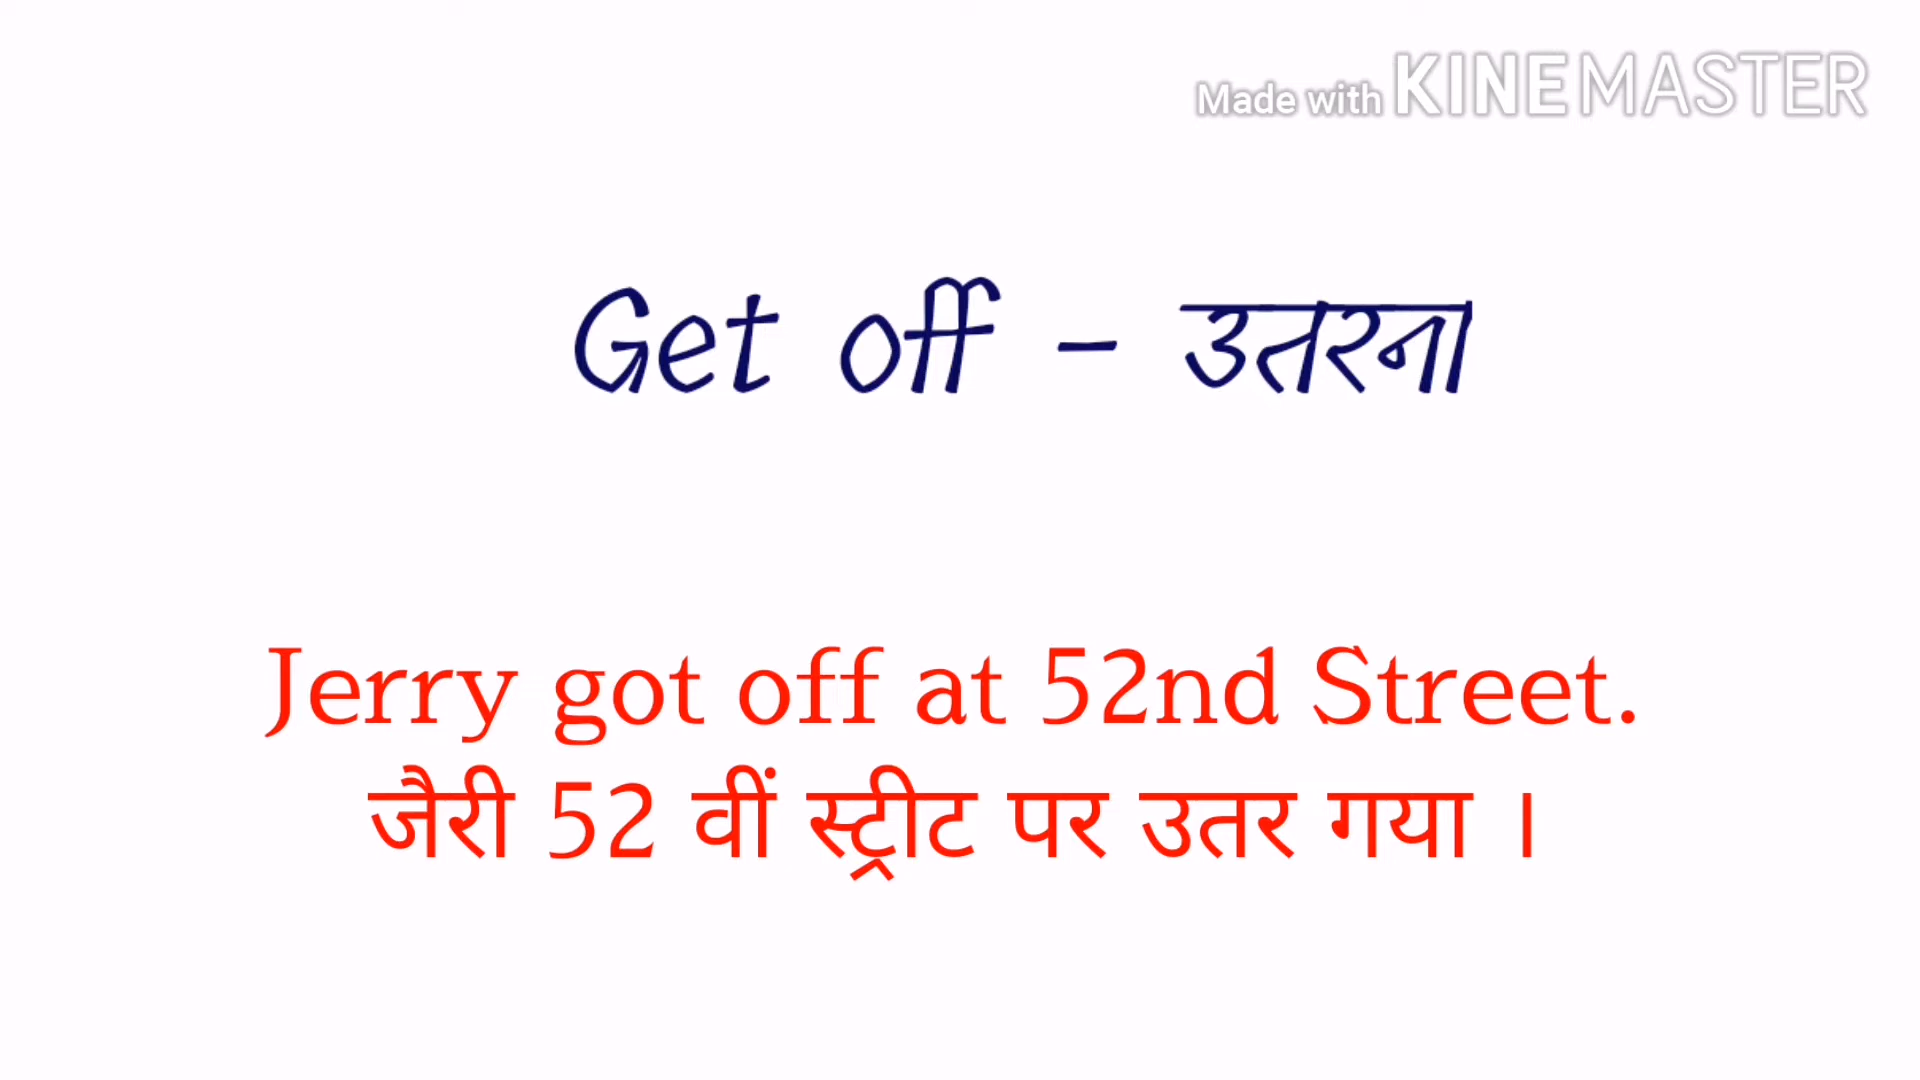 Made with KINEMASTER
Get off - उतरना
Jerry got off at 52nd Street.
जैरी 52 वीं स्ट्रीट पर उतर गया ।